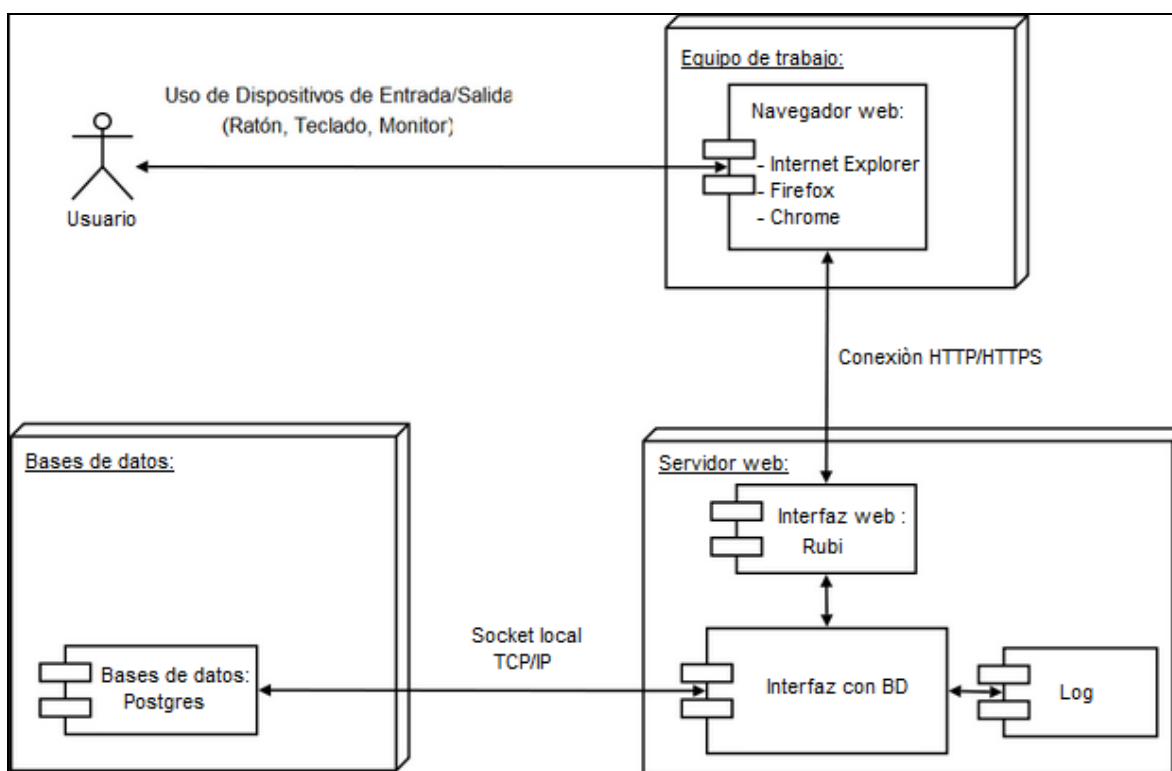 Equipo de trabajo:
Uso de Dispositivos de Entrada/Salida
(Ratón, Teclado, Monitor)
Navegador web:
- Internet Explorer
- Firefox
- Chrome
Usuario
Conexiòn HTTP/HTTPS
Bases de datos:
Servidor web:
Interfaz web :
Rubi
Socket local
TCP/IP
Bases de datos:
Postgres
Interfaz con BD
Log